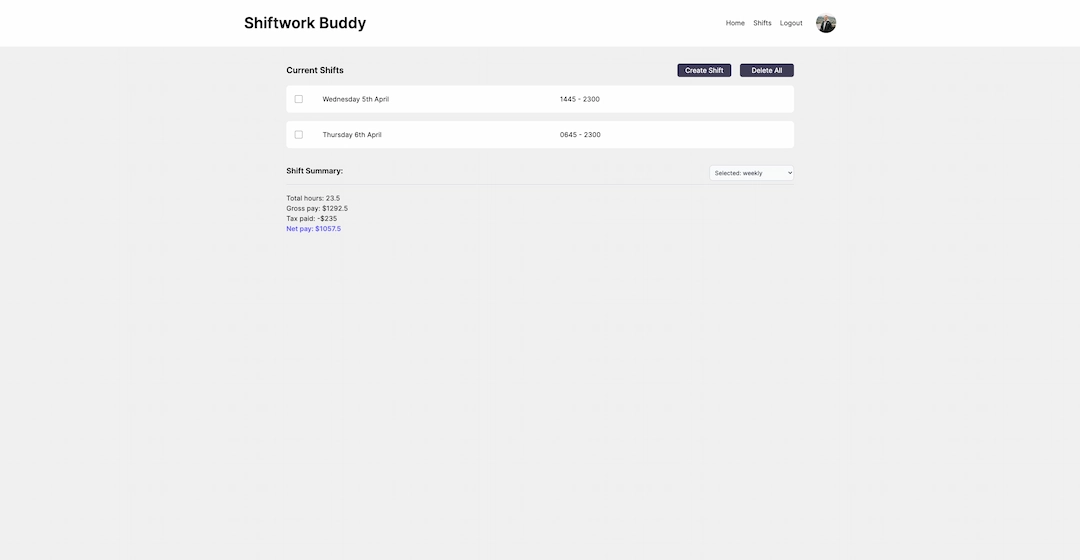 Shiftwork Buddy
Home Shifts Logout
Current Shifts
Create Shift
Delete All
Wednesday 5th April 1445 - 2300
Thursday 6th April 0645 - 2300
Shift Summary:
Selected: weekly
Total hours: 23.5
Gross pay: $1292.5
Tax paid: -$235
Net pay: $1057.5